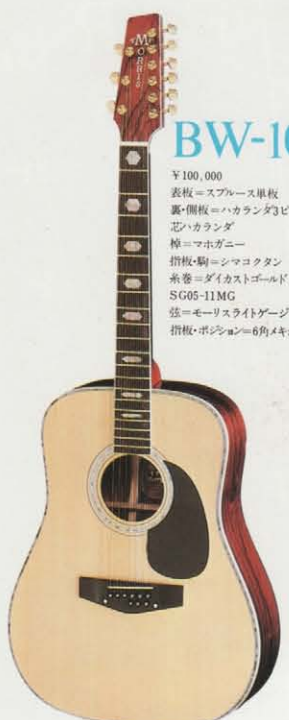 MORRIS
BW-10
¥100,000
表板=スプルース単板
裏・側板=ハカランダ3ピ
芯ハカランダ
棹=マホガニー
指板・駒=シマコクタン
糸巻=ダイカストゴールド
SG05-11MG
弦=モーリスライトゲージ
指板・ポジション=6角メキ